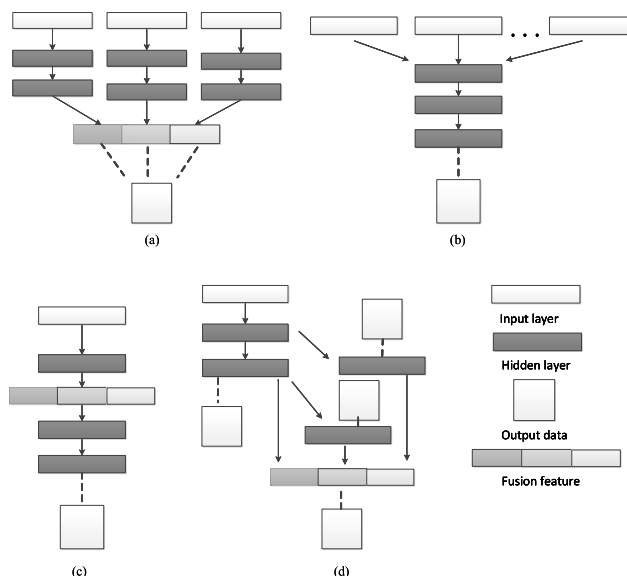 (a)
(b)
Input layer
Hidden layer
Output data
Fusion feature
(c)
(d)